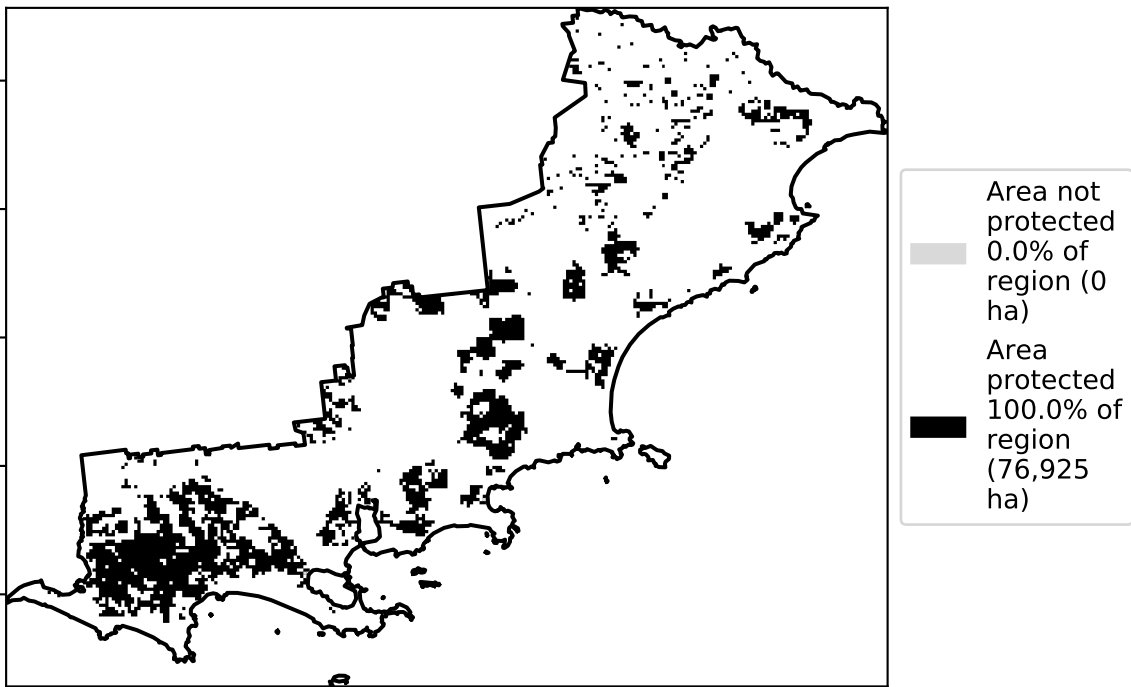 Area not
protected
0.0% of
region (0
ha)
Area
protected
100.0% of
region
(76,925
ha)